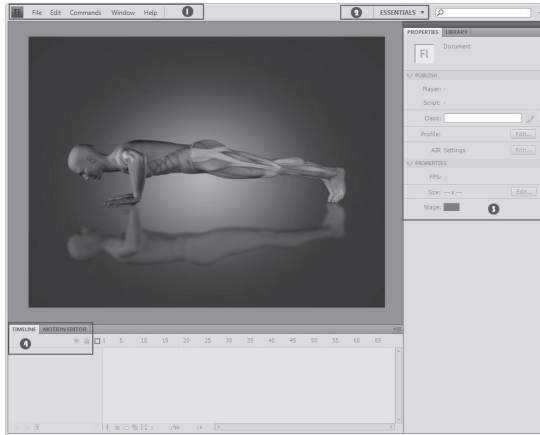 FL File Edit Commands Window Help 1
2 ESSENTIALS
PROPERTIES LIBRARY
Fl Document
PUBLISH
Player: -
Script: -
Class:
Profile: Edit...
AIR Settings Edit...
PROPERTIES
FPS: :
Size: --- x --- Edit...
Stage: 3
TIMELINE MOTION EDITOR
4 1 5 10 15 20 25 30 35 40 45 50 55 60 65
:fps :s